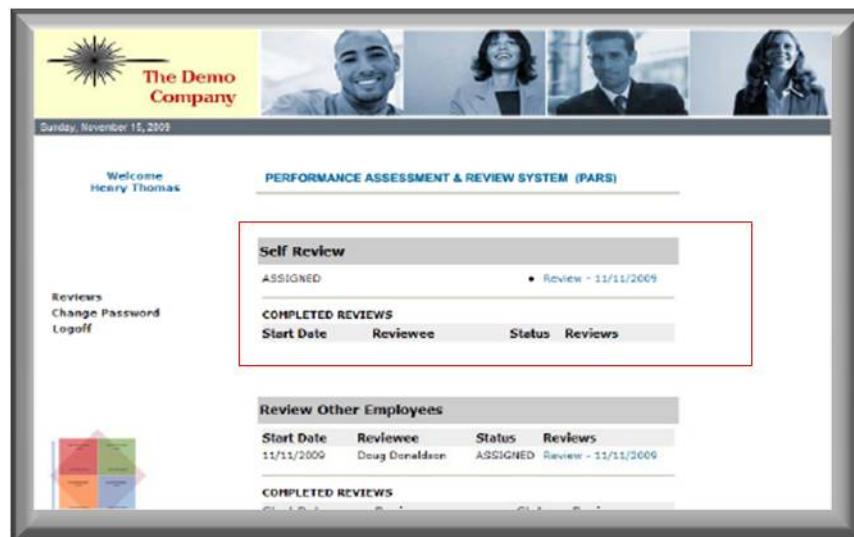 The Demo
Company
Sunday, November 15, 2009
Welcome
Henry Thomas
PERFORMANCE ASSESSMENT & REVIEW SYSTEM (PARS)
Self Review
ASSIGNED • Review - 11/11/2009
Reviews
Change Password
Logoff
COMPLETED REVIEWS
Start Date Reviewee Status Reviews
Review Other Employees
Start Date Reviewee Status Reviews
11/11/2009 Doug Donaldson ASSIGNED Review - 11/11/2009
COMPLETED REVIEWS